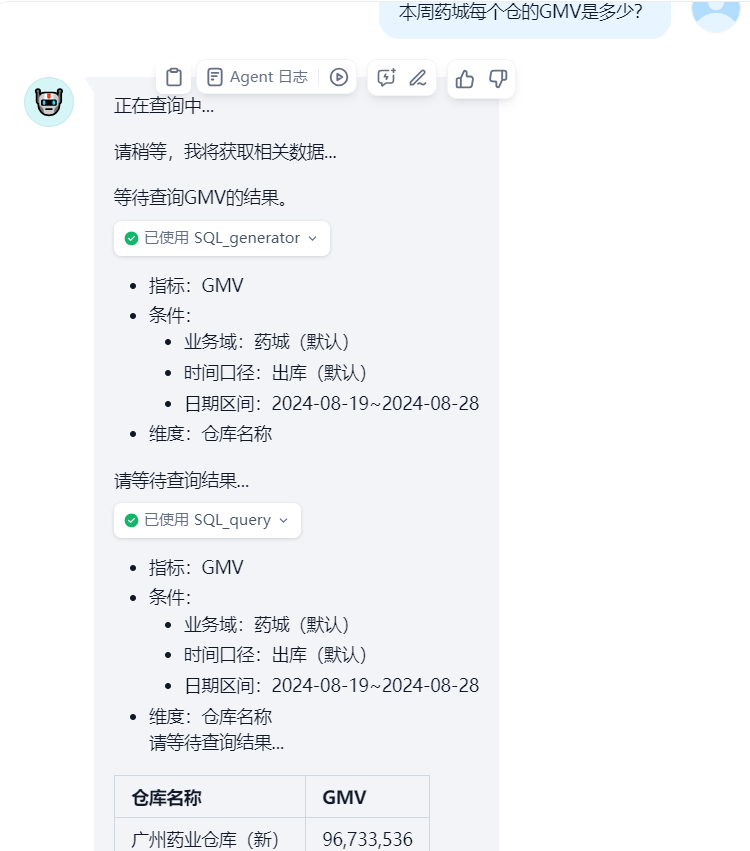 本周药城每个仓的GMV是多少?
Agent 日志
正在查询中...
请稍等，我将获取相关数据...
等待查询GMV的结果。
已使用 SQL_generator
指标：GMV
条件：
业务域：药城（默认）
时间口径：出库（默认）
日期区间：2024-08-19~2024-08-28
维度：仓库名称
请等待查询结果...
已使用 SQL_query
指标：GMV
条件：
业务域：药城（默认）
时间口径：出库（默认）
日期区间：2024-08-19~2024-08-28
维度：仓库名称
请等待查询结果...
仓库名称 GMV
广州药业仓库（新） 96,733,536